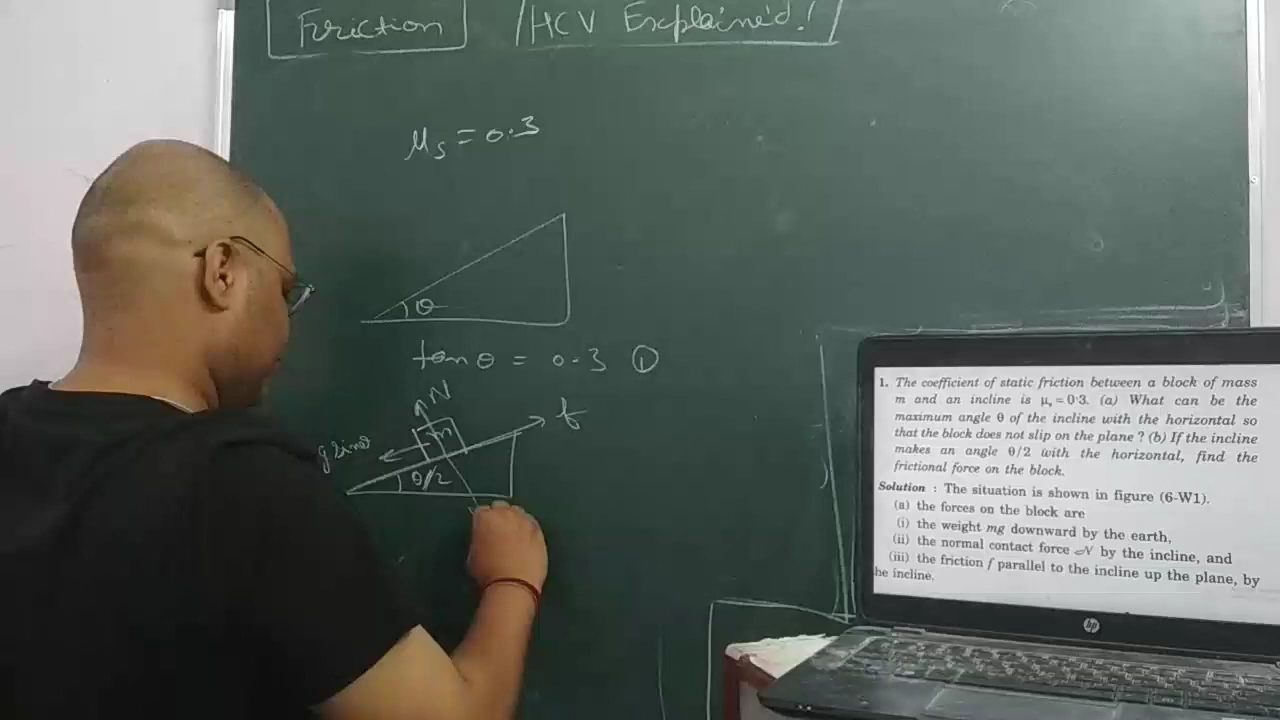 Friction
HCV Explained!
μs = 0.3
θ
tan θ = 0.3 ①
N
f
m
g sinθ
θ/2
1. The coefficient of static friction between a block of mass
m and an incline is μs = 0·3. (a) What can be the
maximum angle θ of the incline with the horizontal so
that the block does not slip on the plane ? (b) If the incline
makes an angle θ/2 with the horizontal, find the
frictional force on the block.
Solution : The situation is shown in figure (6-W1).
(a) the forces on the block are
(i) the weight mg downward by the earth,
(ii) the normal contact force 𝒩 by the incline, and
(iii) the friction f parallel to the incline up the plane, by
he incline.
hp